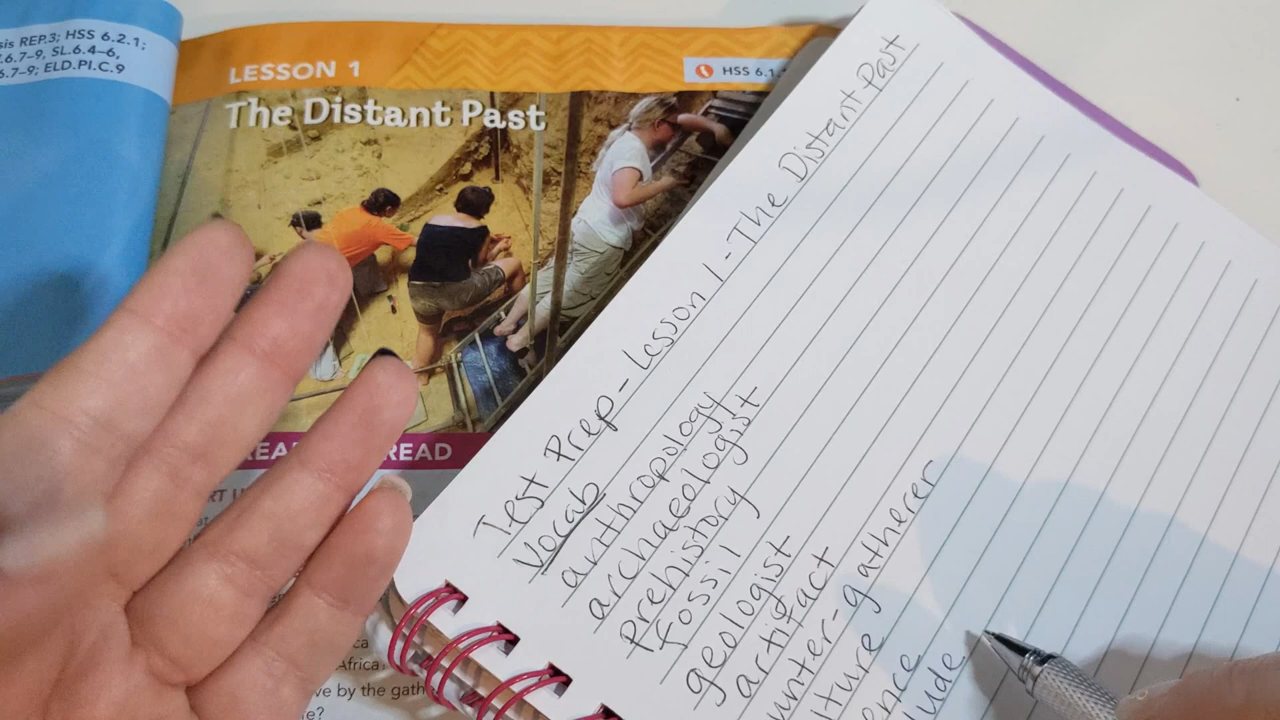 sis REP.3; HSS 6.2.1;
6.7–9, SL.6.4–6,
6.7–9; ELD.PI.C.9
LESSON 1
HSS 6.1.
The Distant Past
READ
Africa
ve by the gath
e?
Test Prep - Lesson 1 - The Distant Past
Vocab
anthropology
archaeologist
prehistory
fossil
geologist
artifact
unter-gatherer
lture
ence
lude